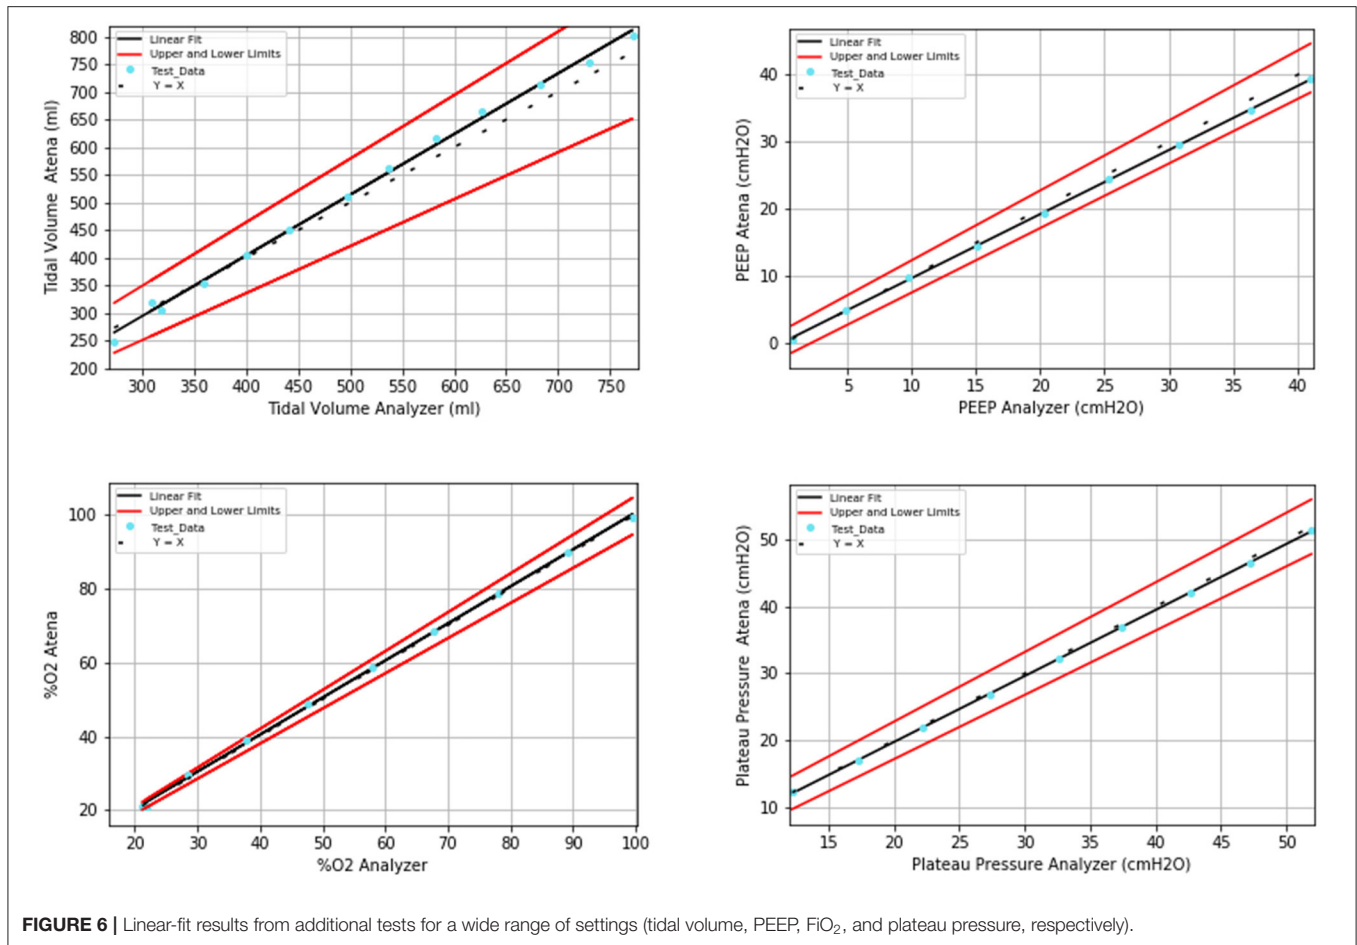 800
750
700
650
600
550
500
450
400
350
300
250
200
Tidal Volume  Atena (ml)
Linear Fit
Upper and Lower Limits
Test_Data
Y = X
300 350 400 450 500 550 600 650 700 750
Tidal Volume Analyzer (ml)
40
30
20
10
0
PEEP Atena (cmH2O)
Linear Fit
Upper and Lower Limits
Test_Data
Y = X
5 10 15 20 25 30 35 40
PEEP Analyzer (cmH2O)
100
80
60
40
20
%O2 Atena
Linear Fit
Upper and Lower Limits
Test_Data
Y = X
20 30 40 50 60 70 80 90 100
%O2 Analyzer
50
40
30
20
10
Plateau Pressure  Atena (cmH2O)
Linear Fit
Upper and Lower Limits
Test_Data
Y = X
15 20 25 30 35 40 45 50
Plateau Pressure Analyzer (cmH2O)
FIGURE 6 | Linear-fit results from additional tests for a wide range of settings (tidal volume, PEEP, FiO₂, and plateau pressure, respectively).